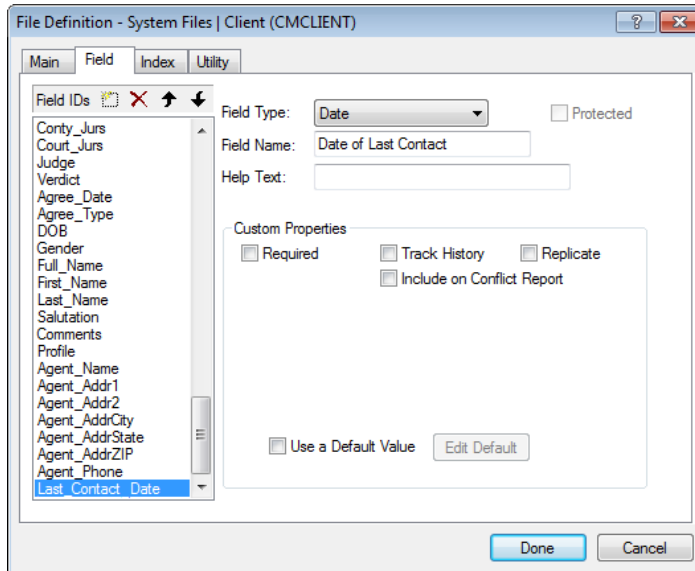 File Definition - System Files | Client (CMCLIENT)
Main Field Index Utility
Field IDs
Conty_Jurs
Court_Jurs
Judge
Verdict
Agree_Date
Agree_Type
DOB
Gender
Full_Name
First_Name
Last_Name
Salutation
Comments
Profile
Agent_Name
Agent_Addr1
Agent_Addr2
Agent_AddrCity
Agent_AddrState
Agent_AddrZIP
Agent_Phone
Last_Contact_Date
Field Type: Date Protected
Field Name: Date of Last Contact
Help Text:
Custom Properties
Required Track History Replicate
Include on Conflict Report
Use a Default Value Edit Default
Done Cancel